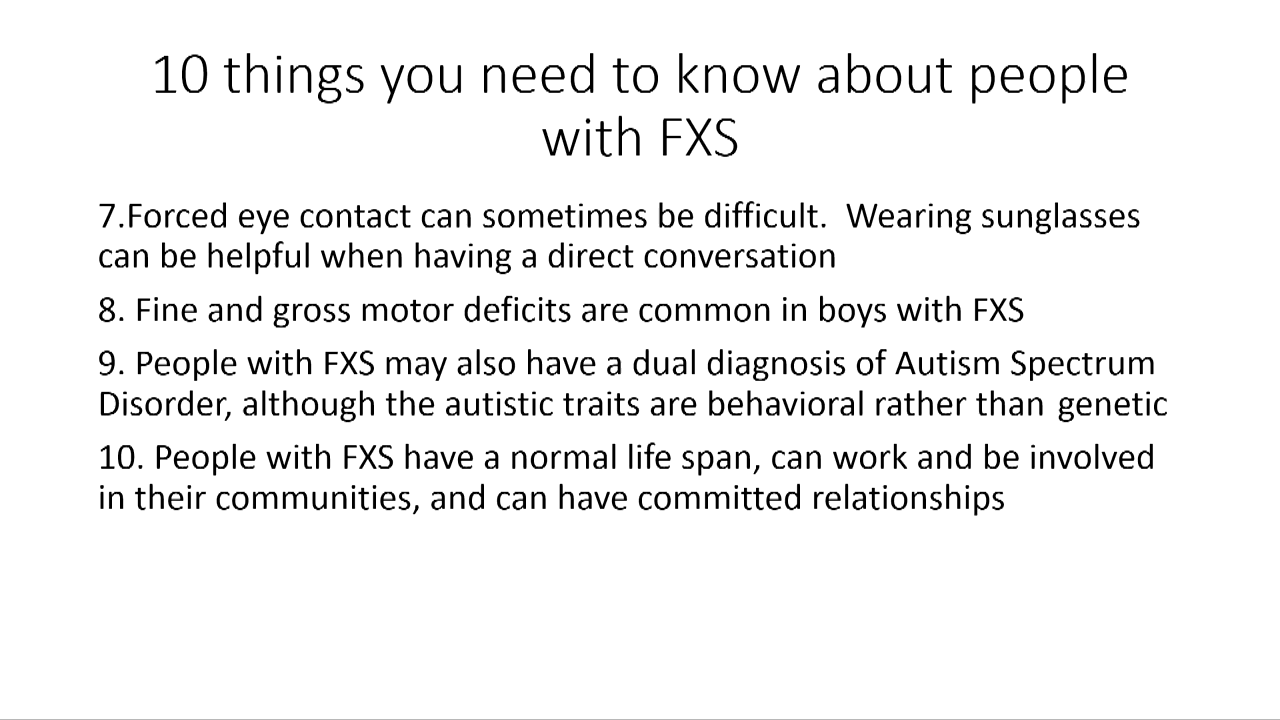 10 things you need to know about people
with FXS
7.Forced eye contact can sometimes be difficult.  Wearing sunglasses
can be helpful when having a direct conversation
8. Fine and gross motor deficits are common in boys with FXS
9. People with FXS may also have a dual diagnosis of Autism Spectrum
Disorder, although the autistic traits are behavioral rather than genetic
10. People with FXS have a normal life span, can work and be involved
in their communities, and can have committed relationships